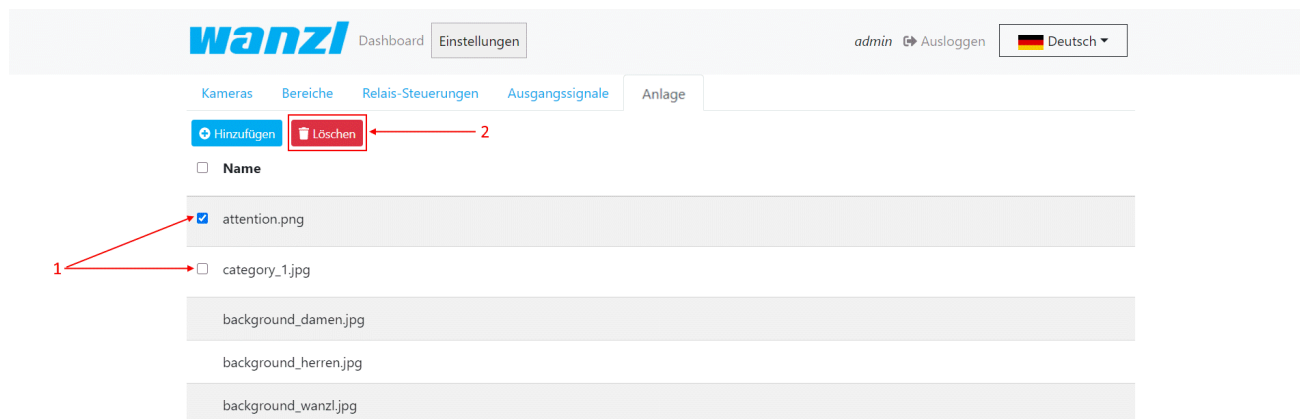 wanzl Dashboard Einstellungen admin Ausloggen Deutsch
Kameras Bereiche Relais-Steuerungen Ausgangssignale Anlage
Hinzufügen Löschen 2
Name
attention.png
1 category_1.jpg
background_damen.jpg
background_herren.jpg
background_wanzl.jpg